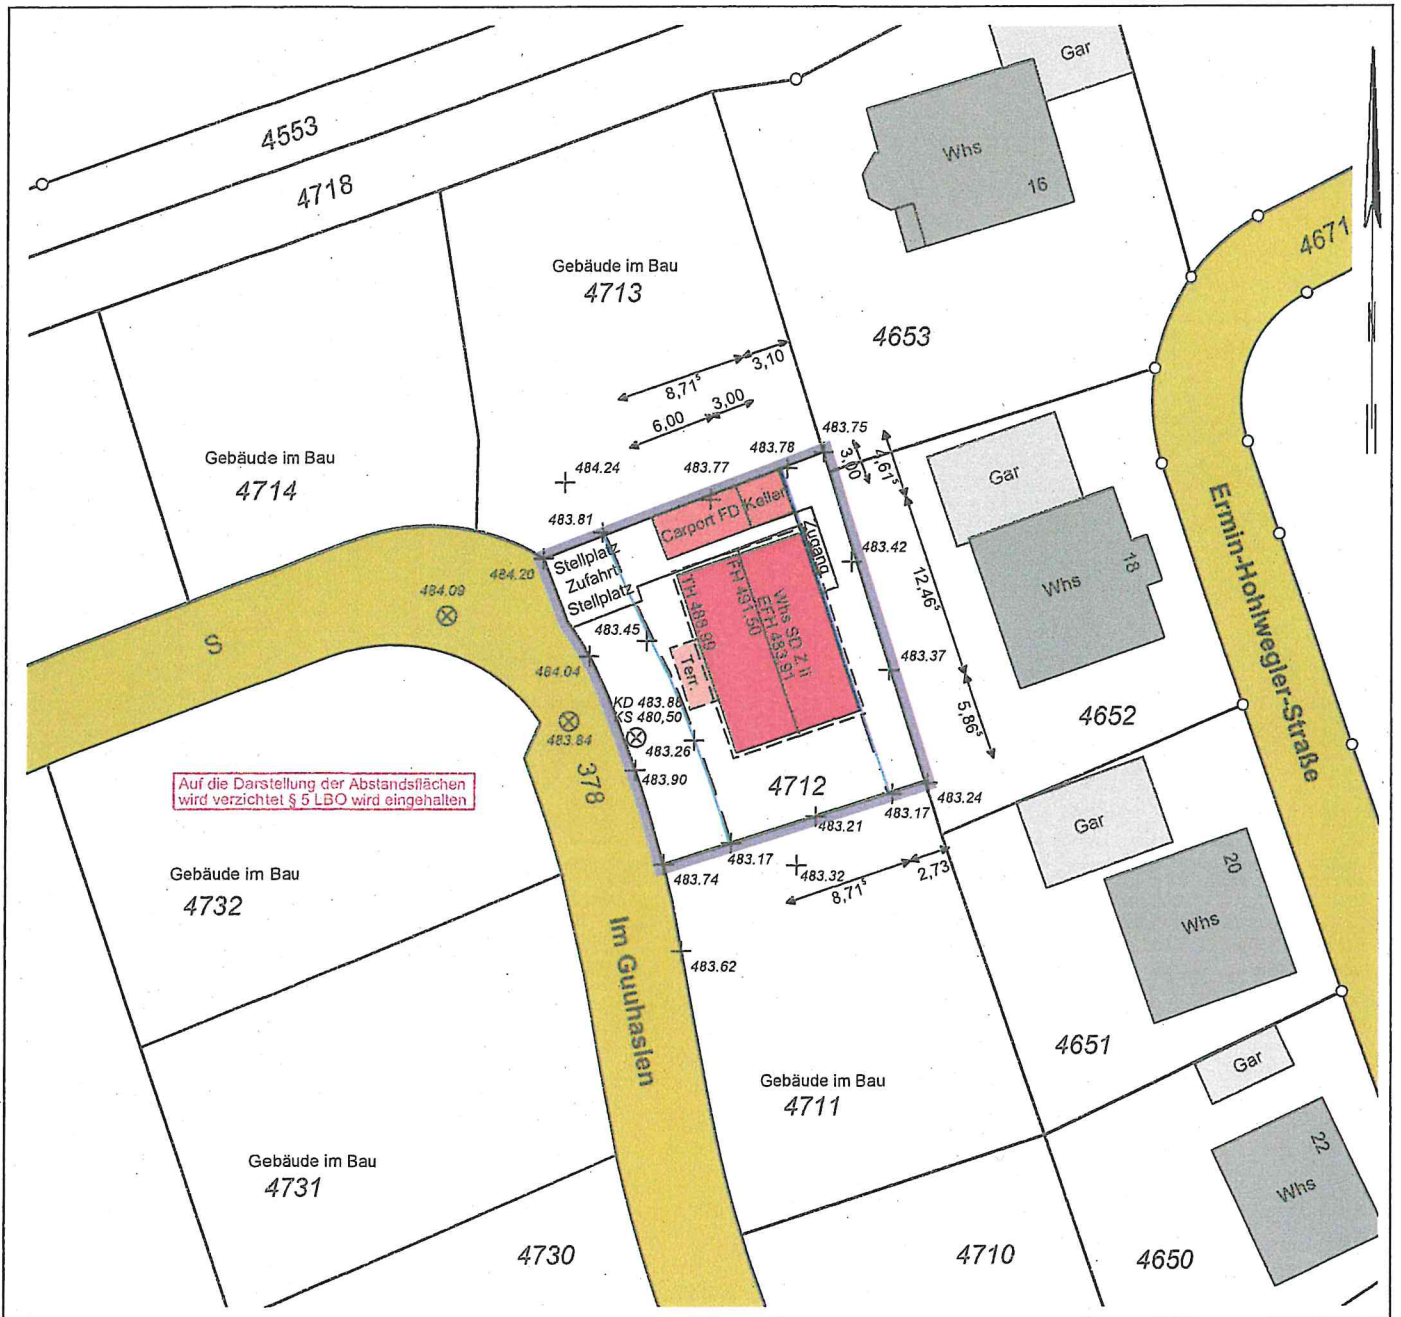 Gar
4553
Whs
4718
16
4671
Gebäude im Bau
4713
4653
3,10
8,71⁵
3,00
6,00
483.75
483.78
3,00
4,61⁵
Gebäude im Bau
4714
484.24
483.77
Gar
Keller
Carport FD
483.81
Zugang
483.42
Ermin-Hohlwegler-Straße
484.20
Stellplatz
Zufahrt
Stellplatz
12,46⁵
18
Whs
484.09
TH 488.99
FH 491.50
Whs SD Z II
EFH 483.91
S
483.45
484.04
Terr.
483.37
KD 483.88
KS 480,50
5,86⁵
4652
483.84
483.26
378
483.90
4712
Auf die Darstellung der Abstandsflächen
wird verzichtet § 5 LBO wird eingehalten
483.24
483.17
483.21
Gar
483.17
483.74
483.32
8,71⁵
2,73
20
Gebäude im Bau
4732
Whs
Im Guuhaslen
483.62
4651
Gar
Gebäude im Bau
4711
22
Gebäude im Bau
4731
Whs
4730
4710
4650